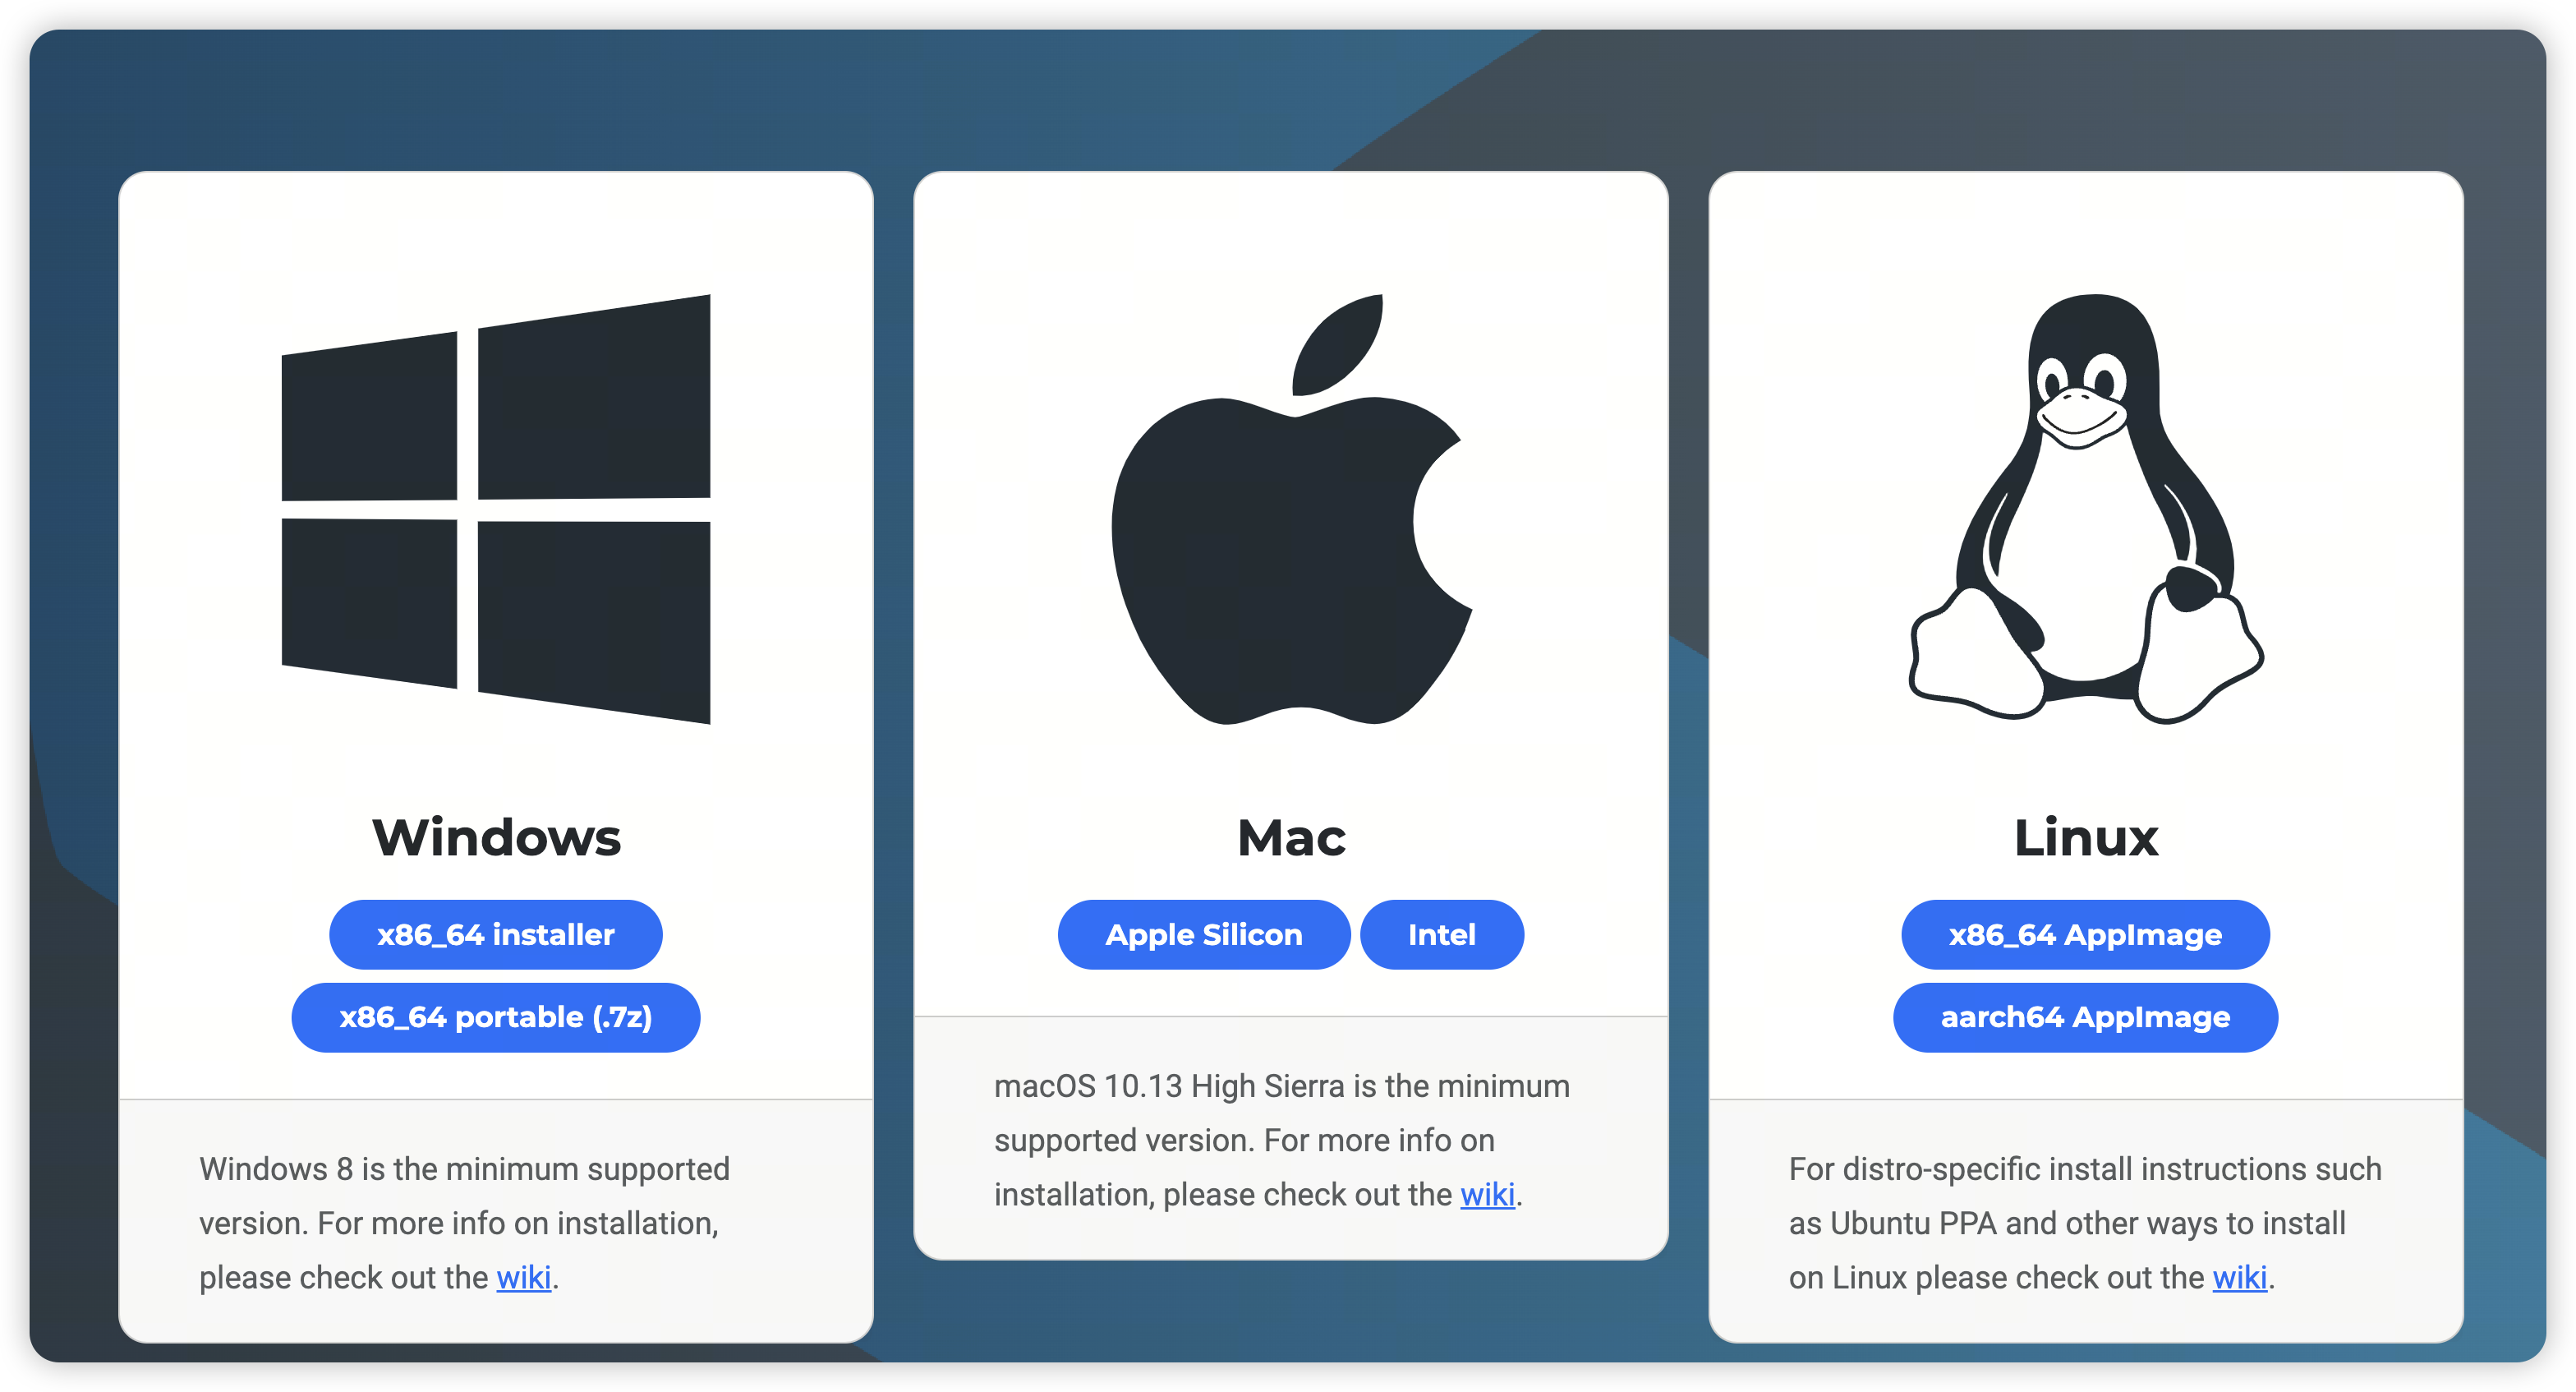 Windows
x86_64 installer
x86_64 portable (.7z)
Windows 8 is the minimum supported
version. For more info on installation,
please check out the wiki.
Mac
Apple Silicon
Intel
macOS 10.13 High Sierra is the minimum
supported version. For more info on
installation, please check out the wiki.
Linux
x86_64 AppImage
aarch64 AppImage
For distro-specific install instructions such
as Ubuntu PPA and other ways to install
on Linux please check out the wiki.